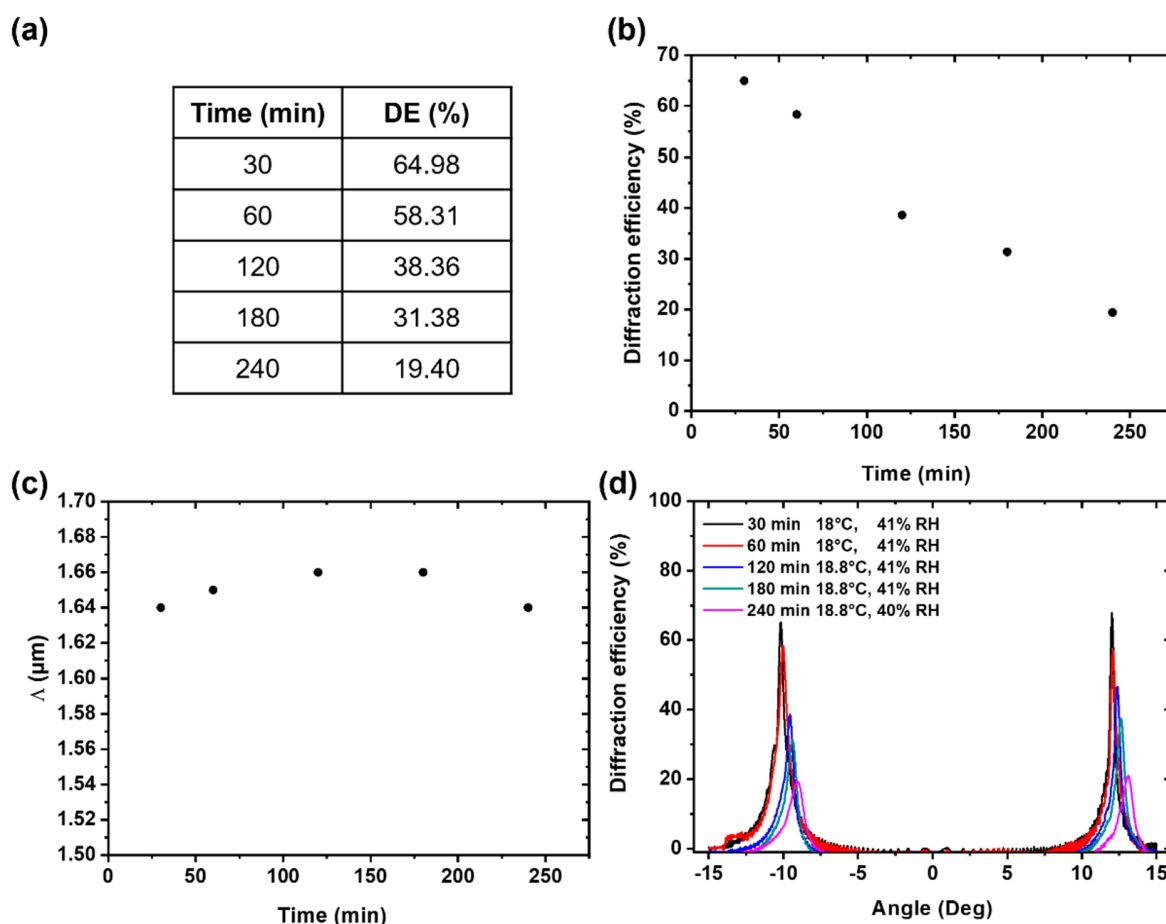 (a)
Time (min) DE (%)
30 64.98
60 58.31
120 38.36
180 31.38
240 19.40
(b)
70
60
50
40
30
20
10
0
Diffraction efficiency (%)
0 50 100 150 200 250
Time (min)
(c)
1.70
1.68
1.66
1.64
1.62
1.60
1.58
1.56
1.54
1.52
1.50
Λ (µm)
0 50 100 150 200 250
Time (min)
(d)
100
80
60
40
20
0
Diffraction efficiency (%)
30 min 18°C, 41% RH
60 min 18°C, 41% RH
120 min 18.8°C, 41% RH
180 min 18.8°C, 41% RH
240 min 18.8°C, 40% RH
-15 -10 -5 0 5 10 15
Angle (Deg)